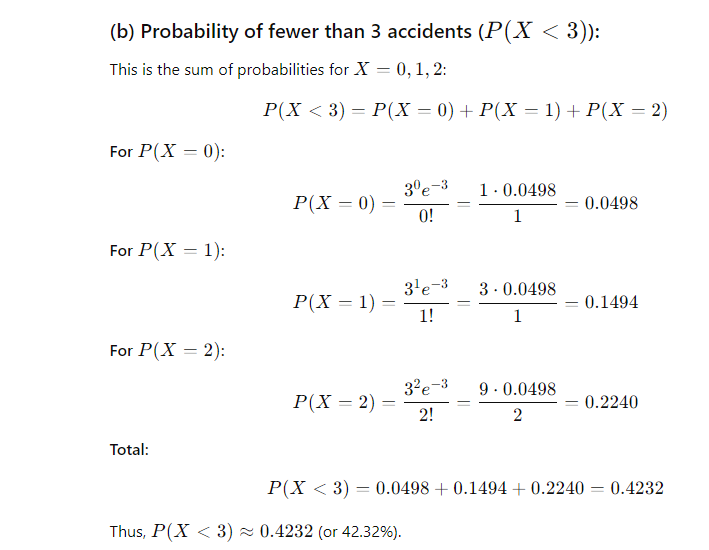 (b) Probability of fewer than 3 accidents (P(X < 3)):
This is the sum of probabilities for X = 0, 1, 2:
P(X < 3) = P(X = 0) + P(X = 1) + P(X = 2)
For P(X = 0):
P(X = 0) = \frac{3^0 e^{-3}}{0!} = \frac{1 \cdot 0.0498}{1} = 0.0498
For P(X = 1):
P(X = 1) = \frac{3^1 e^{-3}}{1!} = \frac{3 \cdot 0.0498}{1} = 0.1494
For P(X = 2):
P(X = 2) = \frac{3^2 e^{-3}}{2!} = \frac{9 \cdot 0.0498}{2} = 0.2240
Total:
P(X < 3) = 0.0498 + 0.1494 + 0.2240 = 0.4232
Thus, P(X < 3) ≈ 0.4232 (or 42.32%).